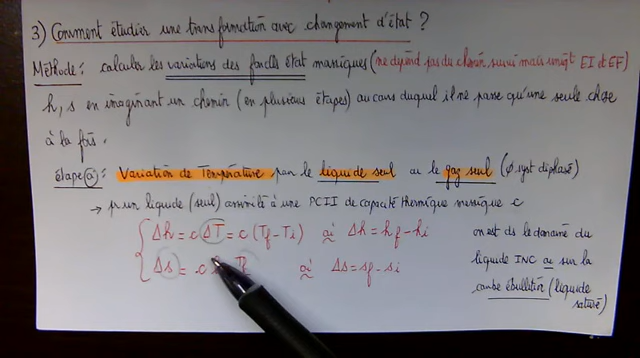 3) Comment étudier une transformation avec changement d'état ?
Méthode : calculer les variations des foncls état massiques (ne dépend pas du chemin suivi mais uniqt EI et EF)
h, s en imaginant un chemin (en plusieurs étapes) au cours duquel il ne passe qu'une seule chose
à la fois.
étape ⓐ : Variation de Température par le liquide seul ou le gaz seul (∅ syst diphasé)
→ pr un liquide (seul) assimilé à une PCII de capacité thermique massique c
Δh = c ΔT = c (Tf - Ti) où Δh = hf - hi
Δs = c Tf où Δs = sf - si
on est ds le domaine du
liquide INC ou sur la
courbe ébullition (liquide
saturé)